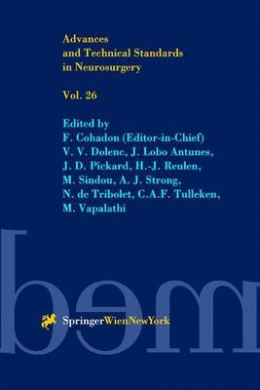 Advances
and Technical Standards
in Neurosurgery
Vol. 26
Edited by
F. Cohadon (Editor-in-Chief)
V. V. Dolenc, J. Lobo Antunes,
J. D. Pickard, H.-J. Reulen,
M. Sindou, A. J. Strong,
N. de Tribolet, C.A.F. Tulleken,
M. Vapalathi
SpringerWienNewYork